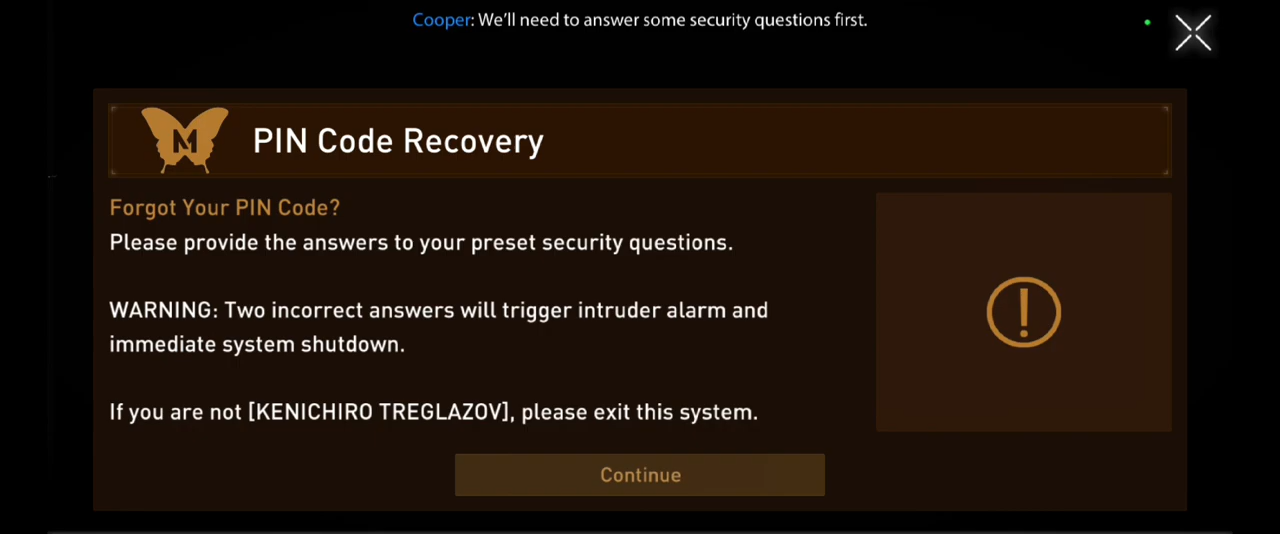 Cooper: We'll need to answer some security questions first.
M PIN Code Recovery
Forgot Your PIN Code?
Please provide the answers to your preset security questions.
WARNING: Two incorrect answers will trigger intruder alarm and
immediate system shutdown.
If you are not [KENICHIRO TREGLAZOV], please exit this system.
Continue